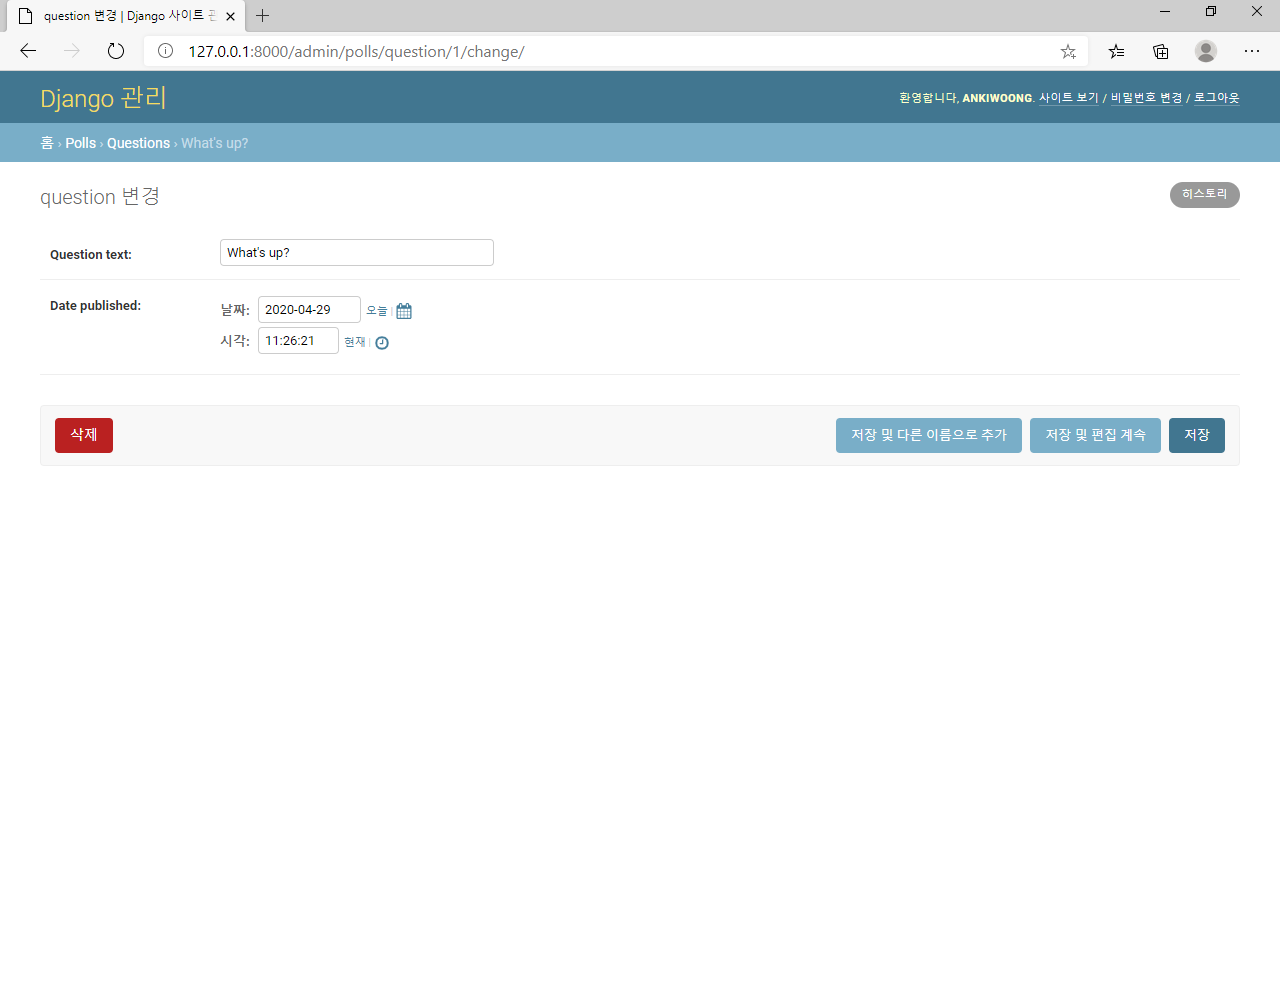 question 변경 | Django 사이트
127.0.0.1:8000/admin/polls/question/1/change/
Django 관리
환영합니다, ANKIWOONG. 사이트 보기 / 비밀번호 변경 / 로그아웃
홈 › Polls › Questions › What's up?
question 변경
히스토리
Question text: What's up?
Date published: 날짜: 2020-04-29 오늘 |
시각: 11:26:21 현재 |
삭제 저장 및 다른 이름으로 추가 저장 및 편집 계속 저장